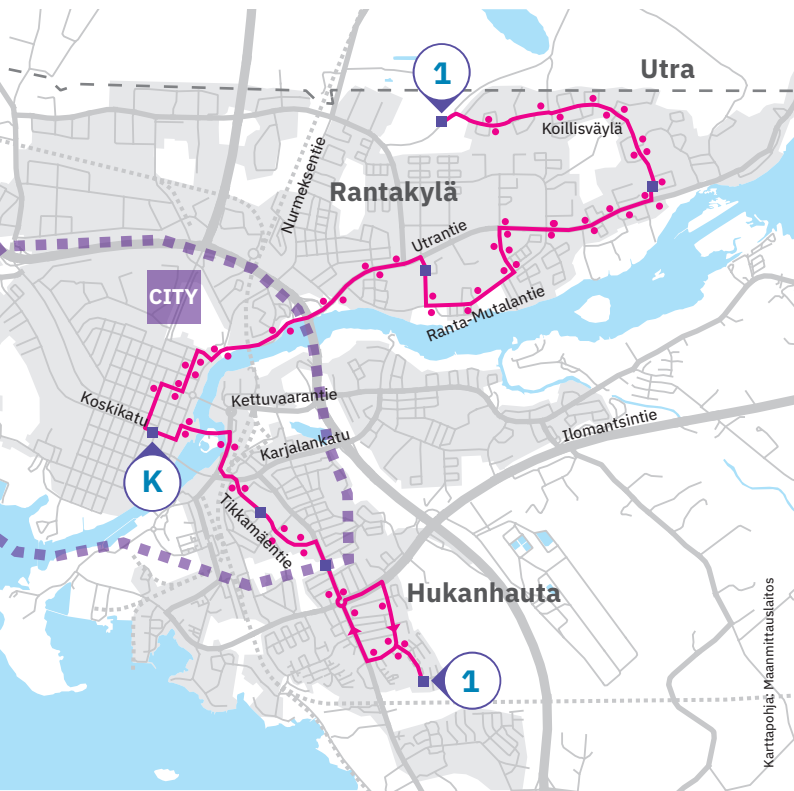 Utra
1
Koillisväylä
Nurmeksentie
Rantakylä
Utrantie
CITY
Ranta-Mutalantie
Koskikatu
Kettuvaarantie
Ilomantsintie
Karjalankatu
K
Tikkamäentie
Hukanhauta
1
Karttapohja: Maanmittauslaitos